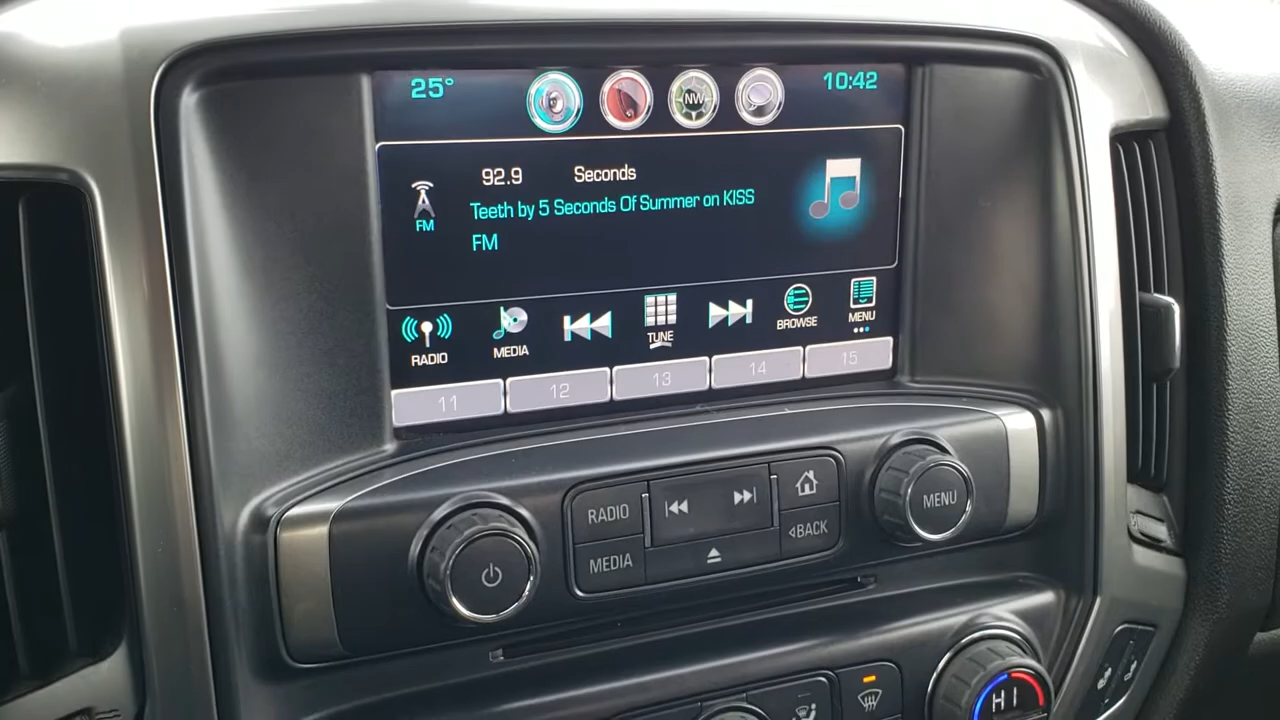 25°
NW
10:42
92.9 Seconds
Teeth by 5 Seconds Of Summer on KISS
FM
FM
RADIO
MEDIA
TUNE
BROWSE
MENU
11
12
13
14
15
RADIO
MEDIA
◁BACK
MENU
HI